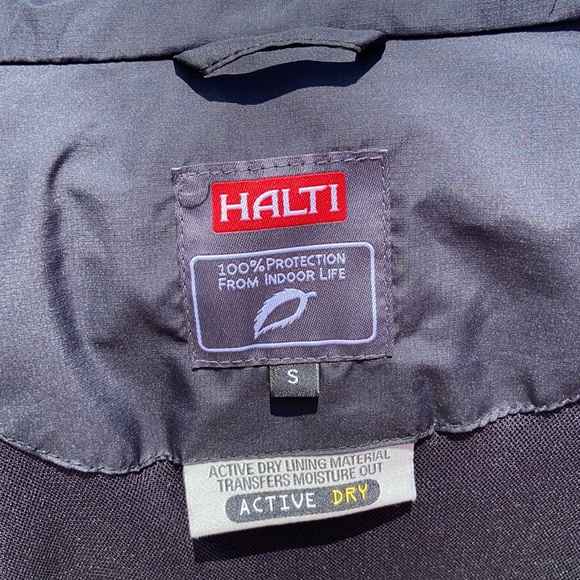 HALTI
100% PROTECTION
FROM INDOOR LIFE
S
ACTIVE DRY LINING MATERIAL
TRANSFERS MOISTURE OUT
ACTIVE DRY